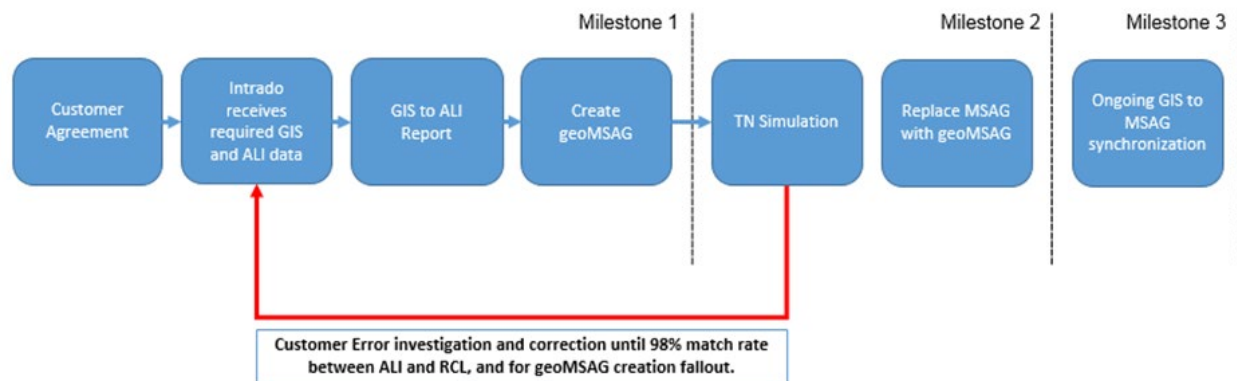 Milestone 1
Milestone 2
Milestone 3
Customer
Agreement
Intrado
receives
required GIS
and ALI data
GIS to ALI
Report
Create
geoMSAG
TN Simulation
Replace MSAG
with geoMSAG
Ongoing GIS to
MSAG
synchronization
Customer Error investigation and correction until 98% match rate
between ALI and RCL, and for geoMSAG creation fallout.